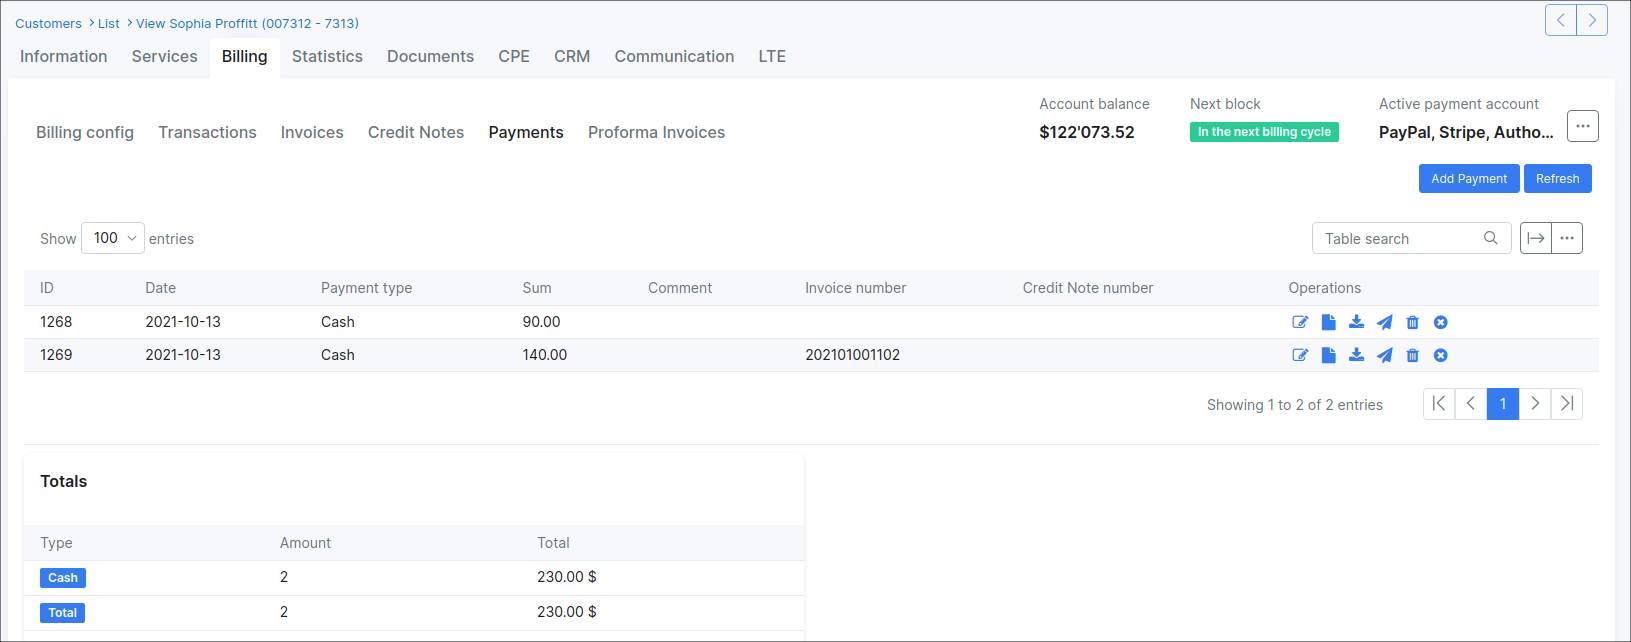 Customers › List › View Sophia Proffitt (007312 - 7313)
Information Services Billing Statistics Documents CPE CRM Communication LTE
Account balance Next block Active payment account
Billing config Transactions Invoices Credit Notes Payments Proforma Invoices $122'073.52 In the next billing cycle PayPal, Stripe, Autho...
Add Payment Refresh
Show 100 entries Table search
ID Date Payment type Sum Comment Invoice number Credit Note number Operations
1268 2021-10-13 Cash 90.00
1269 2021-10-13 Cash 140.00 202101001102
Showing 1 to 2 of 2 entries 1
Totals
Type Amount Total
Cash 2 230.00 $
Total 2 230.00 $